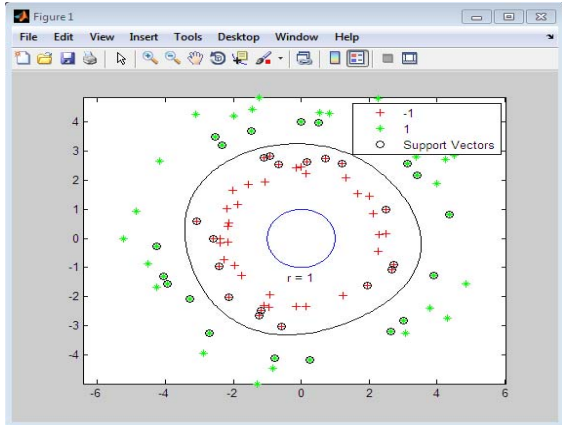 Figure 1
File Edit View Insert Tools Desktop Window Help
-1
1
Support Vectors
4
3
2
1
0
-1
-2
-3
-4
r = 1
-6 -4 -2 0 2 4 6